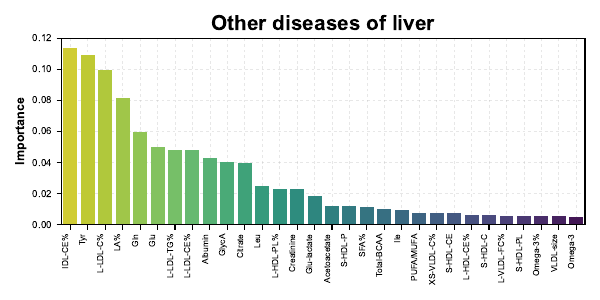 Other diseases of liver
Importance
0.12
0.10
0.08
0.06
0.04
0.02
0.00
IDL-CE%
Tyr
L-LDL-C%
LA%
Gln
Glu
L-LDL-TG%
L-LDL-CE%
Albumin
GlycA
Citrate
Leu
L-HDL-PL%
Creatinine
Glu-lactate
Acetoacetate
S-HDL-P
SFA%
Total-BCAA
Ile
PUFA/MUFA
XS-VLDL-C%
S-HDL-CE
L-HDL-CE%
S-HDL-C
L-VLDL-FC%
S-HDL-PL
Omega-3%
VLDL-size
Omega-3